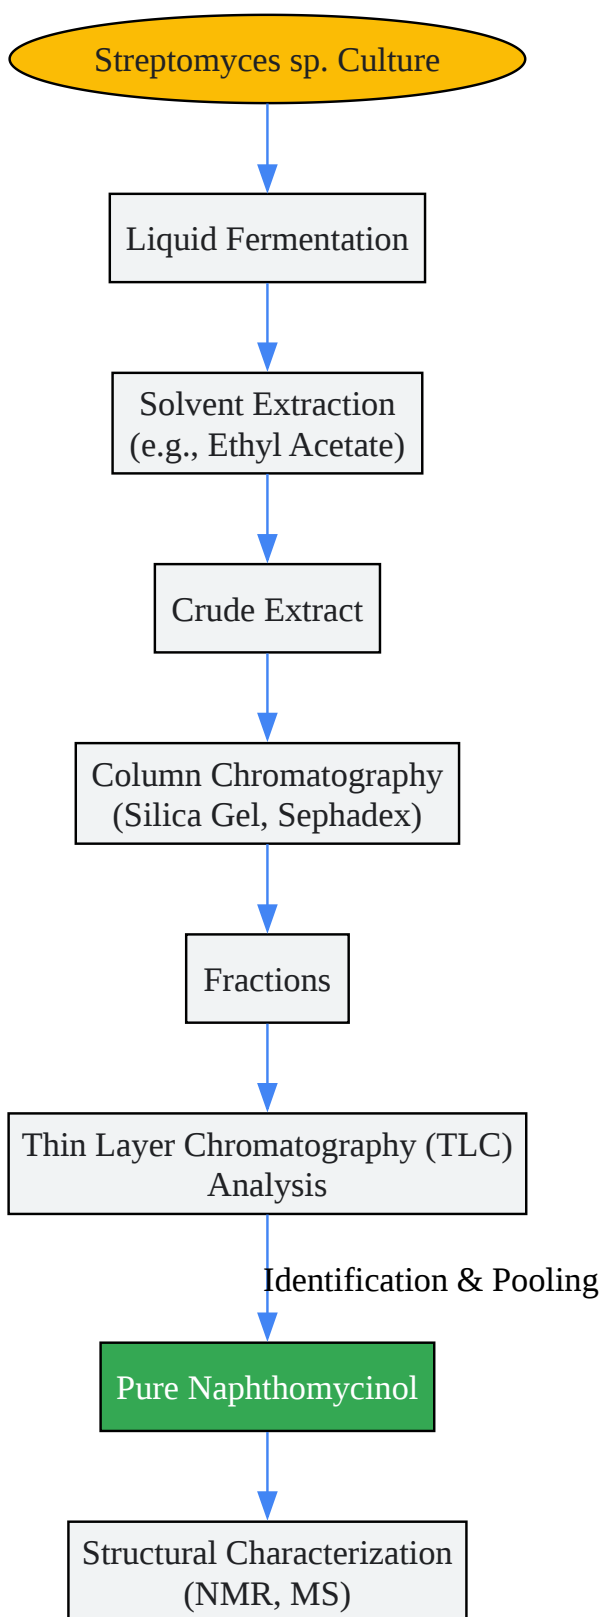 Streptomyces sp. Culture
Liquid Fermentation
Solvent Extraction
(e.g., Ethyl Acetate)
Crude Extract
Column Chromatography
(Silica Gel, Sephadex)
Fractions
Thin Layer Chromatography (TLC)
Analysis
Identification & Pooling
Pure Naphthomycinol
Structural Characterization
(NMR, MS)